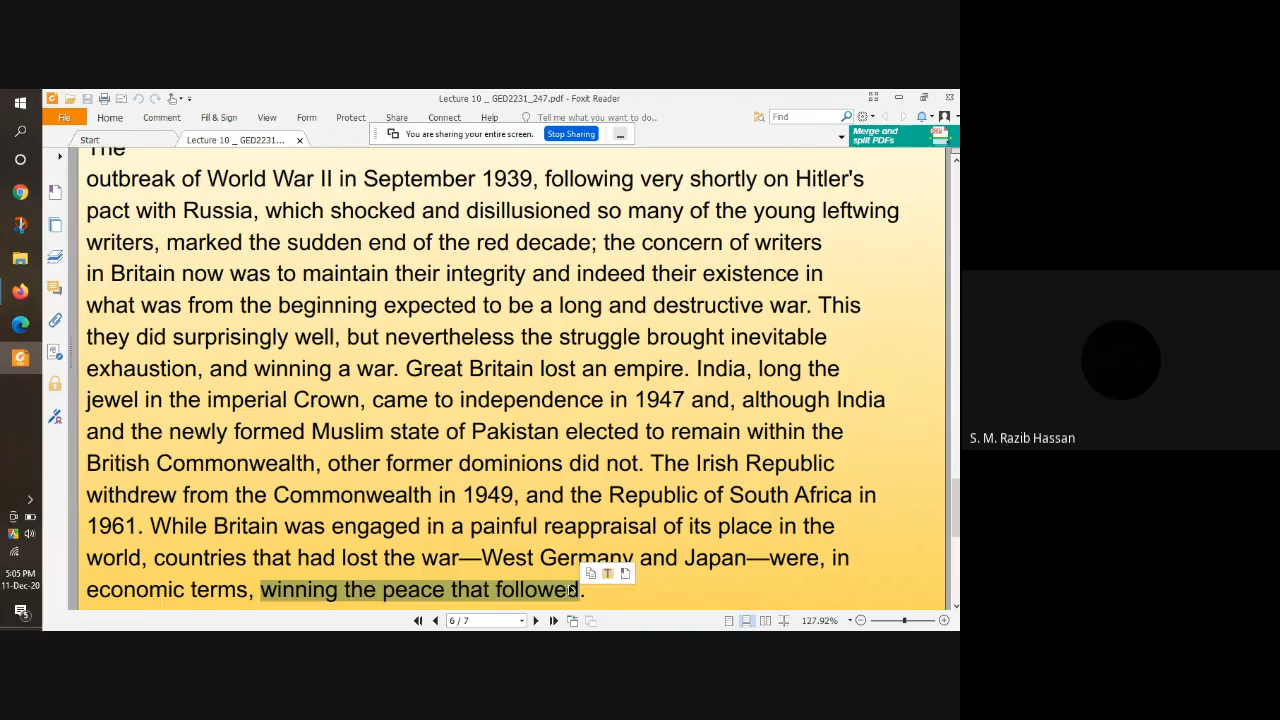 Lecture 10 _ GED2231_247.pdf - Foxit Reader
File Home Comment Fill & Sign View Form Protect Share Connect Help Tell me what you want to do.. Find
You are sharing your entire screen. Stop Sharing
Start Lecture 10 _ GED2231... Merge and split PDFs
The
outbreak of World War II in September 1939, following very shortly on Hitler's
pact with Russia, which shocked and disillusioned so many of the young leftwing
writers, marked the sudden end of the red decade; the concern of writers
in Britain now was to maintain their integrity and indeed their existence in
what was from the beginning expected to be a long and destructive war. This
they did surprisingly well, but nevertheless the struggle brought inevitable
exhaustion, and winning a war. Great Britain lost an empire. India, long the
jewel in the imperial Crown, came to independence in 1947 and, although India
and the newly formed Muslim state of Pakistan elected to remain within the
British Commonwealth, other former dominions did not. The Irish Republic
withdrew from the Commonwealth in 1949, and the Republic of South Africa in
1961. While Britain was engaged in a painful reappraisal of its place in the
world, countries that had lost the war—West Germany and Japan—were, in
economic terms, winning the peace that followed.
6 / 7 127.92%
5:05 PM
11-Dec-20
5
S. M. Razib Hassan